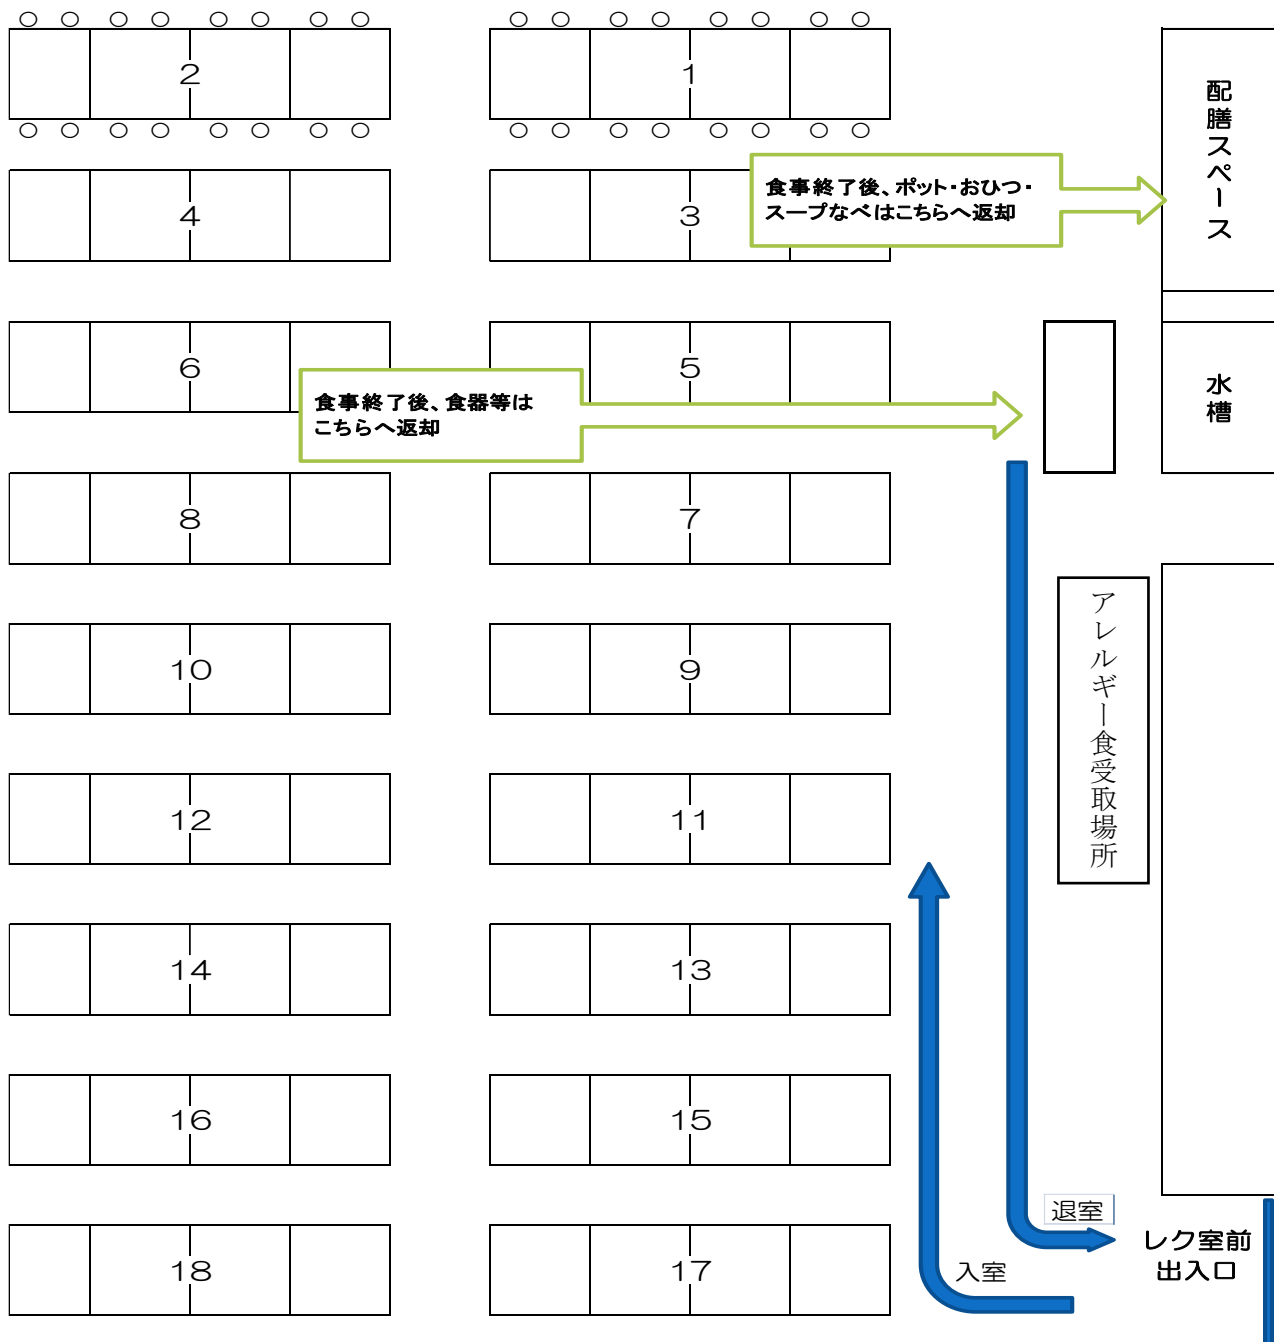 2
1
配膳スペース
食事終了後、ポット・おひつ・
スープなべはこちらへ返却
4
3
6
5
水槽
食事終了後、食器等は
こちらへ返却
8
7
アレルギー食受取場所
10
9
12
11
14
13
16
15
退室
レク室前
出入口
入室
18
17